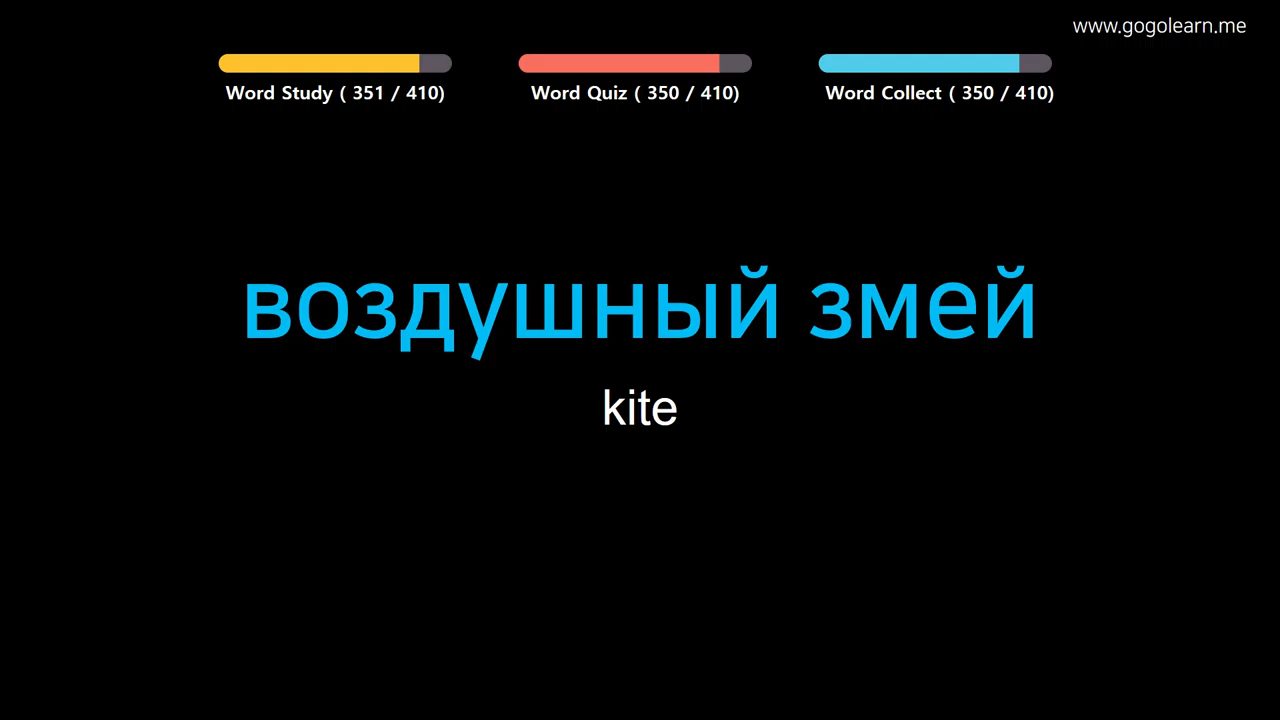 www.gogolearn.me
Word Study ( 351 / 410)
Word Quiz ( 350 / 410)
Word Collect ( 350 / 410)
воздушный змей
kite